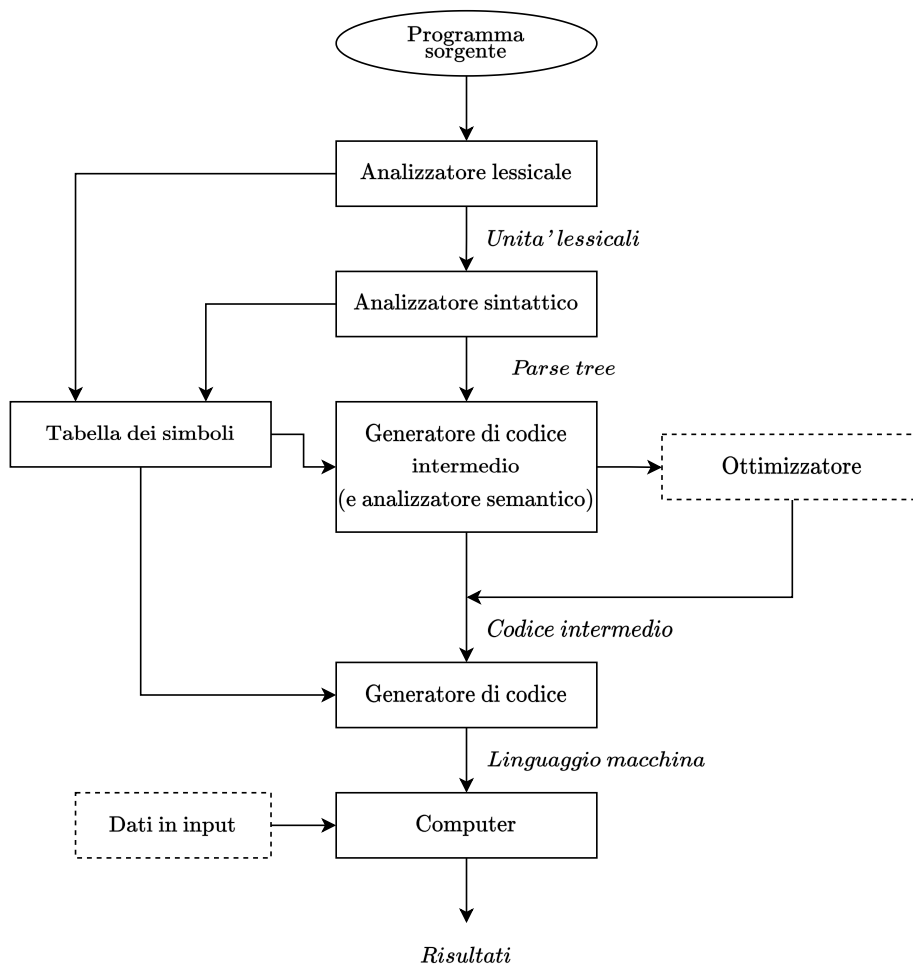 Programma
sorgente
Analizzatore lessicale
Unita' lessicali
Analizzatore sintattico
Parse tree
Tabella dei simboli
Generatore di codice
intermedio
(e analizzatore semantico)
Ottimizzatore
Codice intermedio
Generatore di codice
Linguaggio macchina
Dati in input
Computer
Risultati